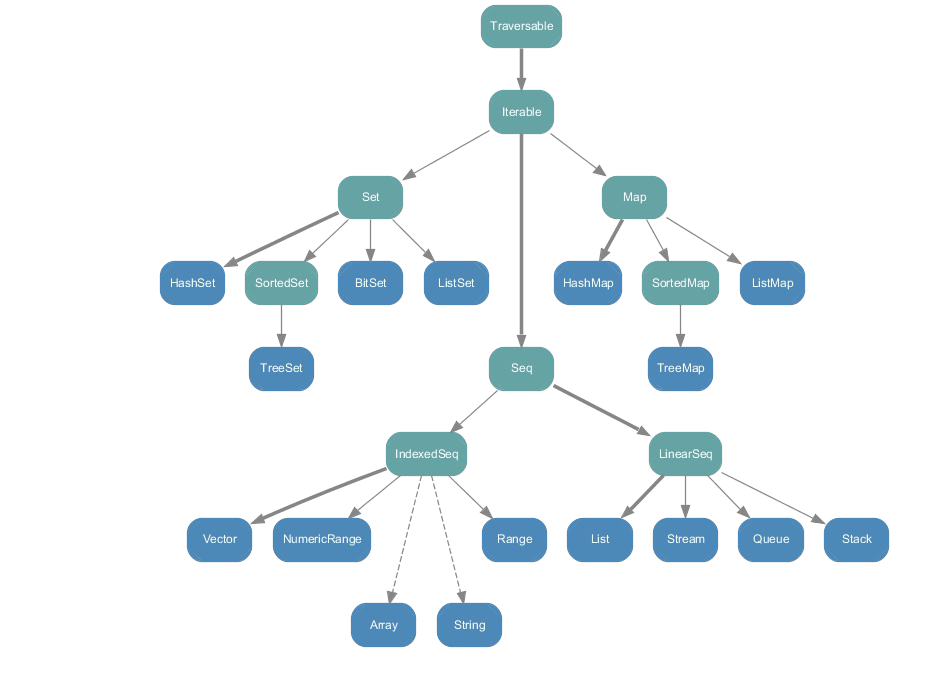 Traversable
Iterable
Set
Map
HashSet
SortedSet
BitSet
ListSet
HashMap
SortedMap
ListMap
TreeSet
Seq
TreeMap
IndexedSeq
LinearSeq
Vector
NumericRange
Range
List
Stream
Queue
Stack
Array
String